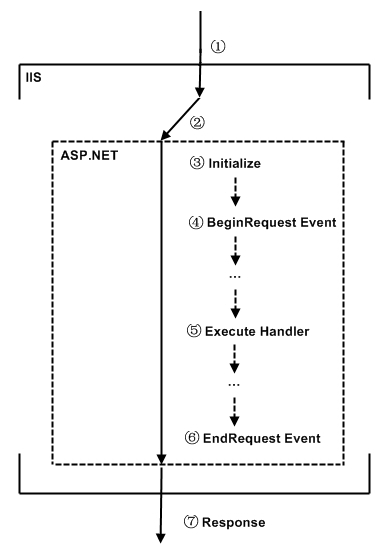 ①
IIS
②
ASP.NET
③ Initialize
④ BeginRequest Event
...
⑤ Execute Handler
...
⑥ EndRequest Event
⑦ Response